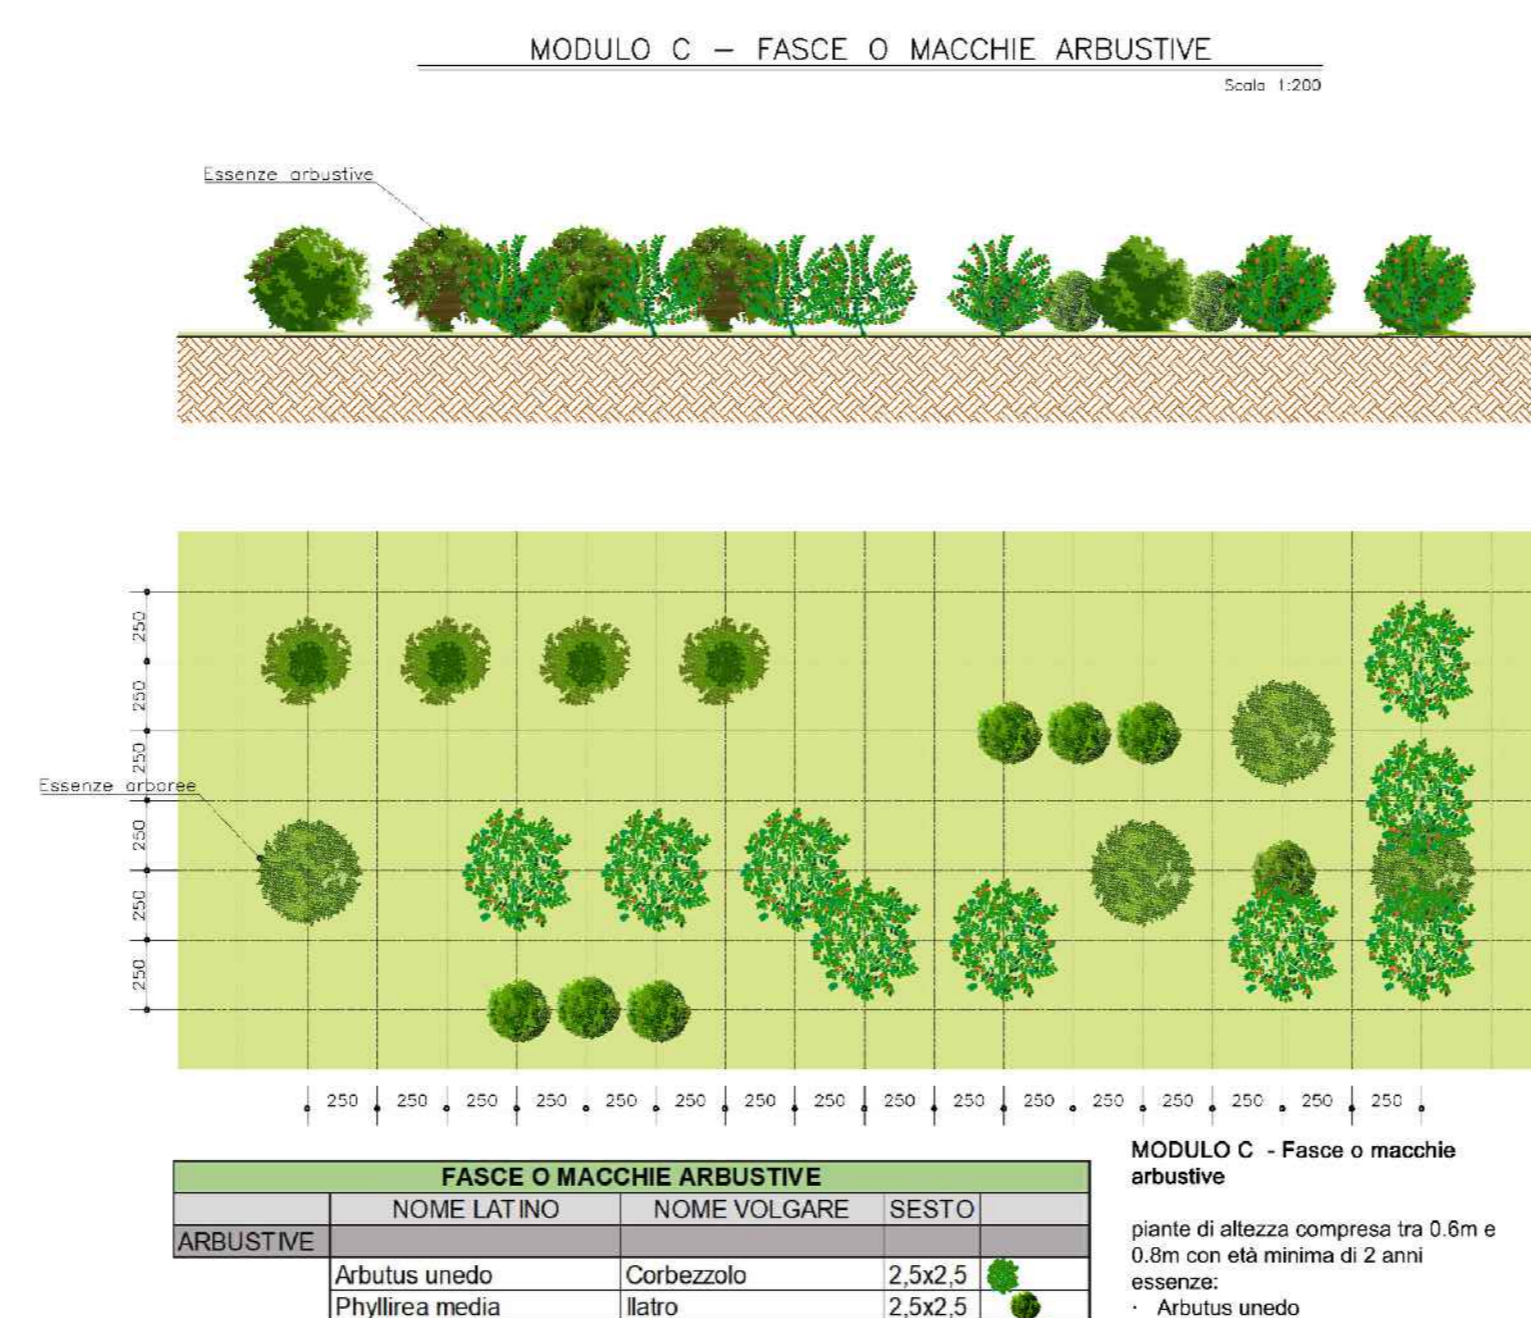 MODULO C – FASCE O MACCHIE ARBUSTIVE
Scala 1:200
Essenze arbustive
250
250
250
Essenze arboree
250
250
250
250 250 250 250 250 250 250 250 250 250 250 250 250 250 250 250
FASCE O MACCHIE ARBUSTIVE
NOME LATINO NOME VOLGARE SESTO
ARBUSTIVE
Arbutus unedo Corbezzolo 2,5x2,5
Phyllirea media Ilatro 2,5x2,5
MODULO C - Fasce o macchie
arbustive
piante di altezza compresa tra 0.6m e
0.8m con età minima di 2 anni
essenze:
· Arbutus unedo